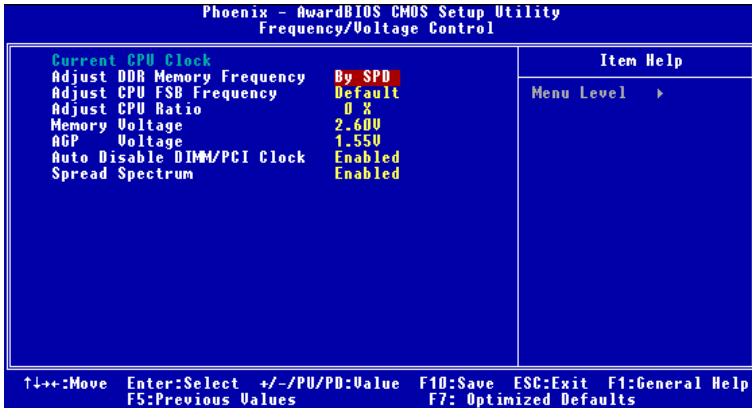 Phoenix - AwardBIOS CMOS Setup Utility
Frequency/Voltage Control
Current CPU Clock
Adjust DDR Memory Frequency By SPD
Adjust CPU FSB Frequency Default
Adjust CPU Ratio 0 X
Memory Voltage 2.60V
AGP Voltage 1.55V
Auto Disable DIMM/PCI Clock Enabled
Spread Spectrum Enabled
Item Help
Menu Level ▸
↑↓→←:Move Enter:Select +/-/PU/PD:Value F10:Save ESC:Exit F1:General Help
F5:Previous Values F7: Optimized Defaults